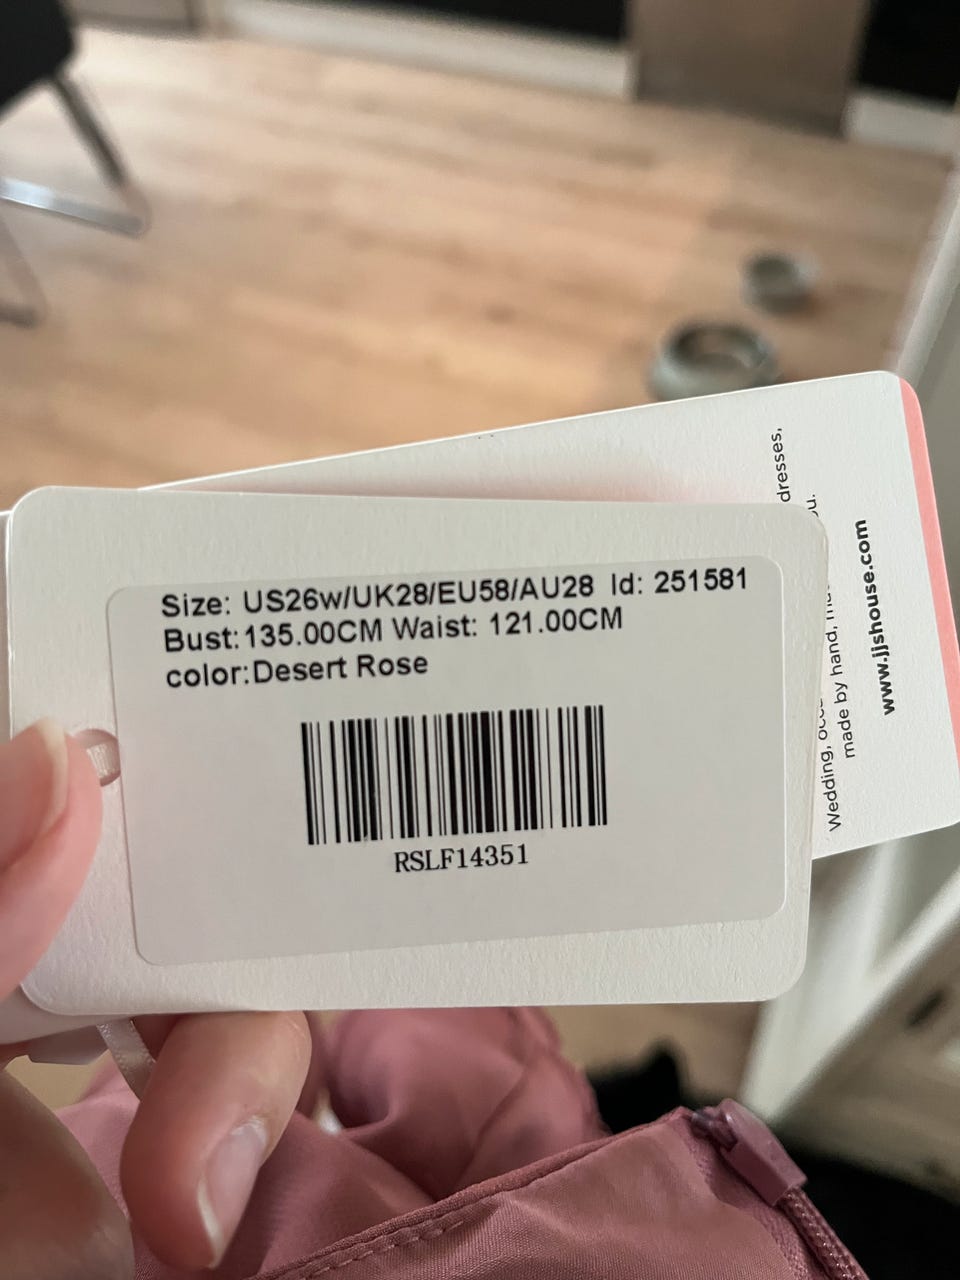 Size: US26w/UK28/EU58/AU28 Id: 251581
Bust:135.00CM Waist: 121.00CM
color:Desert Rose
RSLF14351
Wedding, dresses,
made by hand,
www.jjshouse.com